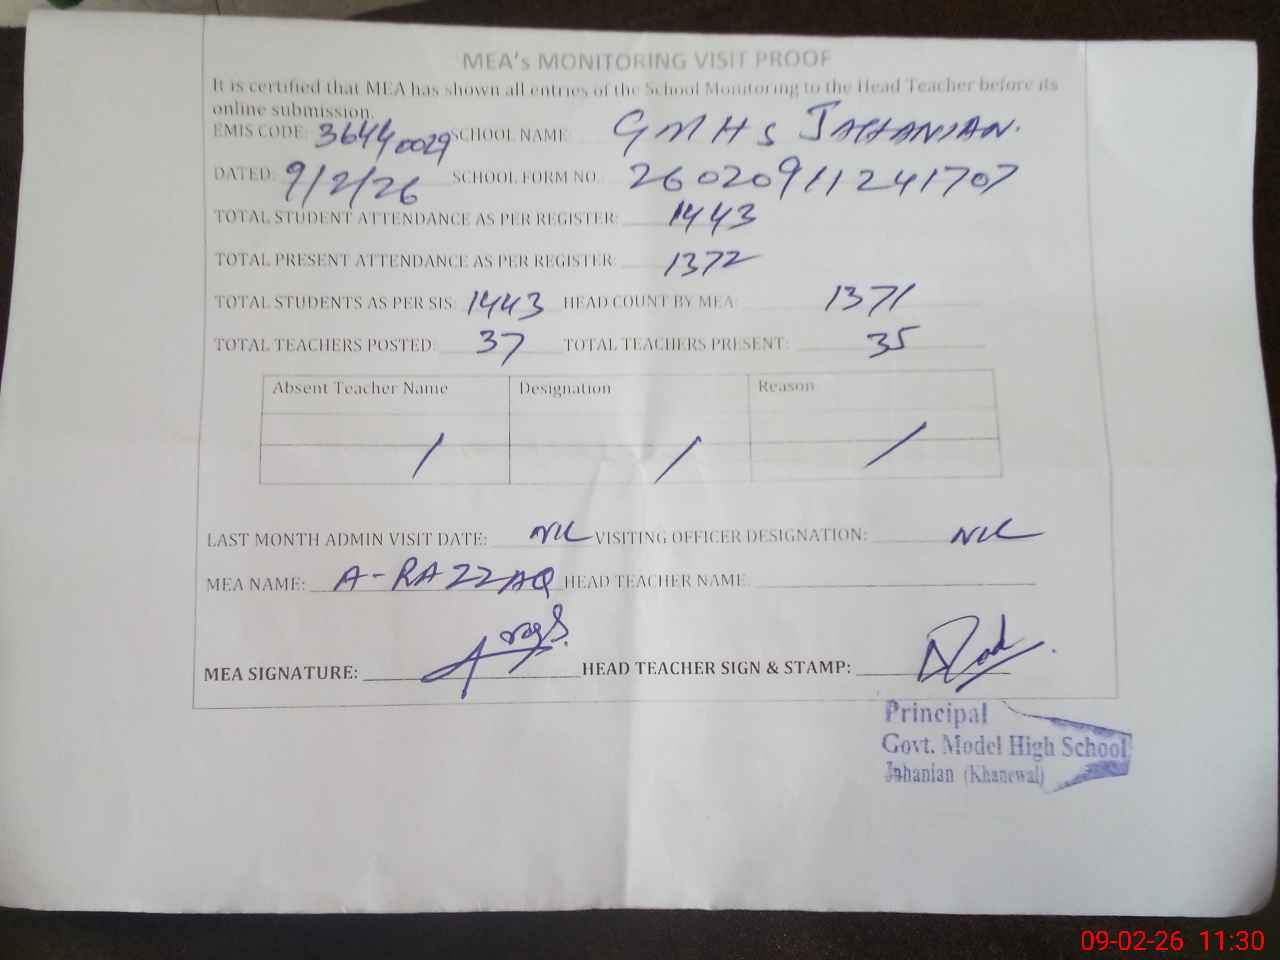 MEA's MONITORING VISIT PROOF
It is certified that MEA has shown all entries of the School Monitoring to the Head Teacher before its
online submission.
EMIS CODE: 36440029 SCHOOL NAME: GMHS JAHANIAN.
DATED: 9/2/26 SCHOOL FORM NO. 26020911241707
TOTAL STUDENT ATTENDANCE AS PER REGISTER: 1443
TOTAL PRESENT ATTENDANCE AS PER REGISTER: 1372
TOTAL STUDENTS AS PER SIS: 1443 HEAD COUNT BY MEA: 1371
TOTAL TEACHERS POSTED: 37 TOTAL TEACHERS PRESENT: 35
Absent Teacher Name Designation Reason
/ / /
LAST MONTH ADMIN VISIT DATE: NIL VISITING OFFICER DESIGNATION: NIL
MEA NAME: A-RAZZAQ HEAD TEACHER NAME:
MEA SIGNATURE: HEAD TEACHER SIGN & STAMP:
Principal
Govt. Model High School
Jahanian (Khanewal)
09-02-26 11:30